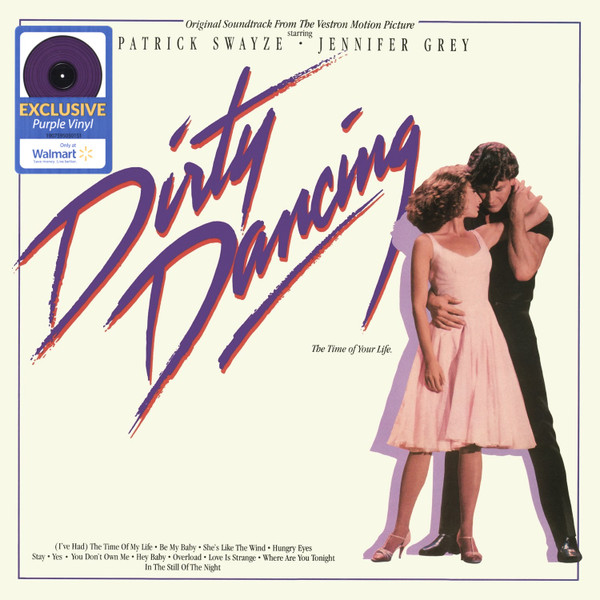 Original Soundtrack From The Vestron Motion Picture
starring
PATRICK SWAYZE • JENNIFER GREY
EXCLUSIVE
Purple Vinyl
Only at
Walmart
Dirty
Dancing
The Time of Your Life.
(I've Had) The Time Of My Life • Be My Baby • She's Like The Wind • Hungry Eyes
Stay • Yes • You Don't Own Me • Hey Baby • Overload • Love Is Strange • Where Are You Tonight
In The Still Of The Night